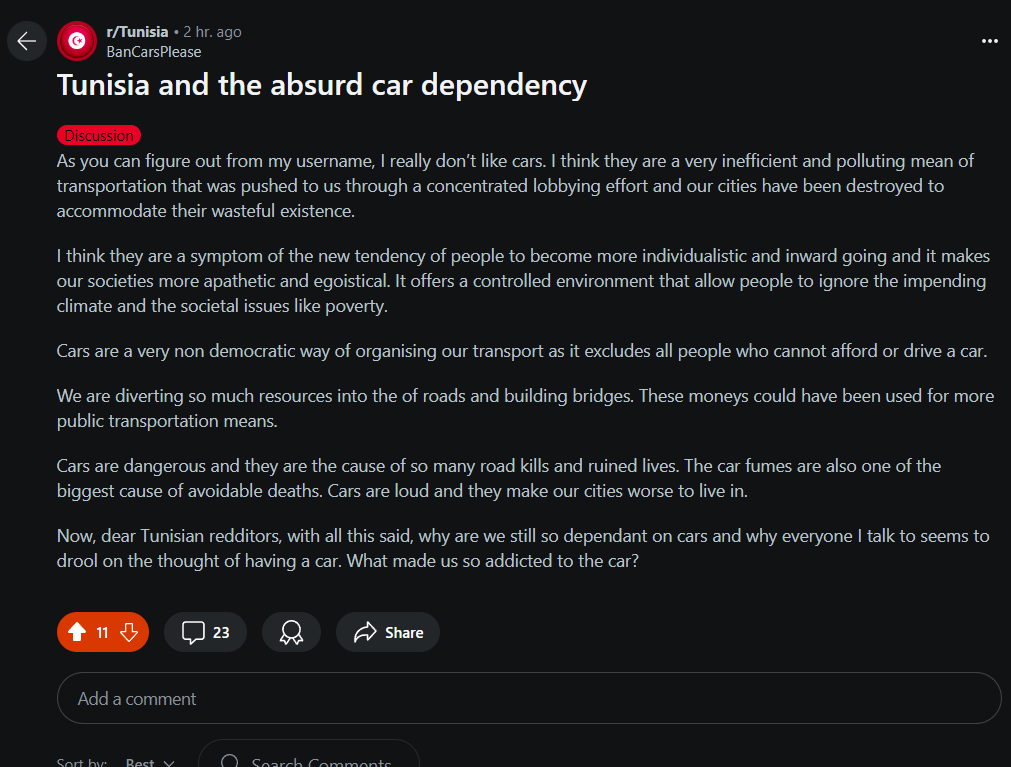 r/Tunisia • 2 hr. ago
BanCarsPlease
Tunisia and the absurd car dependency
Discussion
As you can figure out from my username, I really don’t like cars. I think they are a very inefficient and polluting mean of
transportation that was pushed to us through a concentrated lobbying effort and our cities have been destroyed to
accommodate their wasteful existence.
I think they are a symptom of the new tendency of people to become more individualistic and inward going and it makes
our societies more apathetic and egoistical. It offers a controlled environment that allow people to ignore the impending
climate and the societal issues like poverty.
Cars are a very non democratic way of organising our transport as it excludes all people who cannot afford or drive a car.
We are diverting so much resources into the of roads and building bridges. These moneys could have been used for more
public transportation means.
Cars are dangerous and they are the cause of so many road kills and ruined lives. The car fumes are also one of the
biggest cause of avoidable deaths. Cars are loud and they make our cities worse to live in.
Now, dear Tunisian redditors, with all this said, why are we still so dependant on cars and why everyone I talk to seems to
drool on the thought of having a car. What made us so addicted to the car?
11 23 Share
Add a comment
Sort by: Best Search Comments